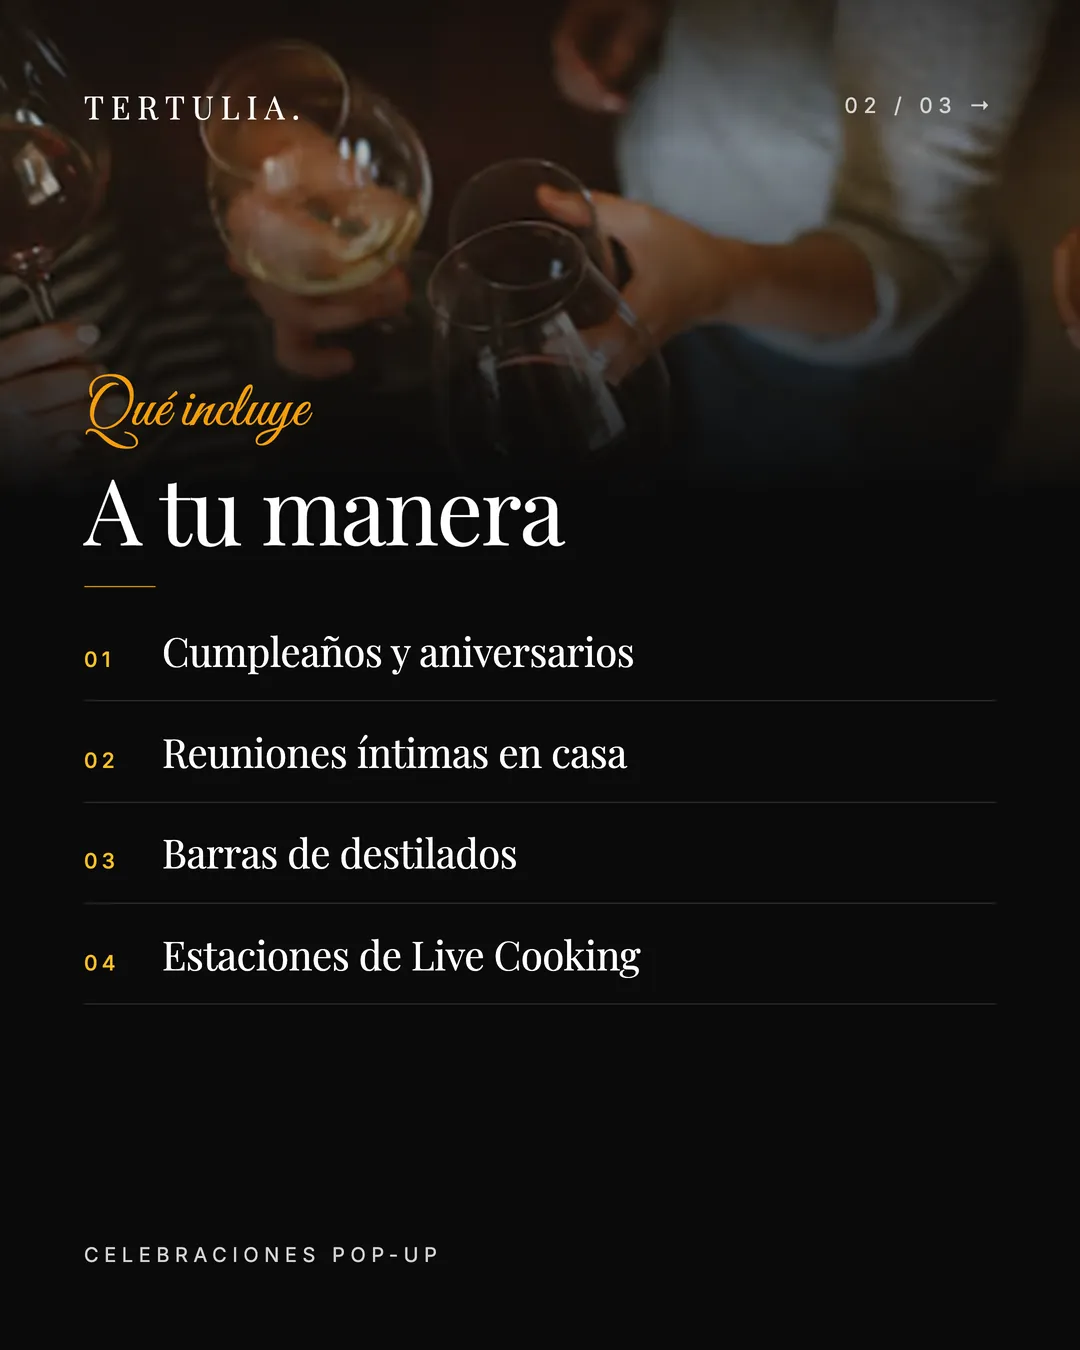 TERTULIA.
02 / 03 →
Qué incluye
A tu manera
01 Cumpleaños y aniversarios
02 Reuniones íntimas en casa
03 Barras de destilados
04 Estaciones de Live Cooking
CELEBRACIONES POP-UP